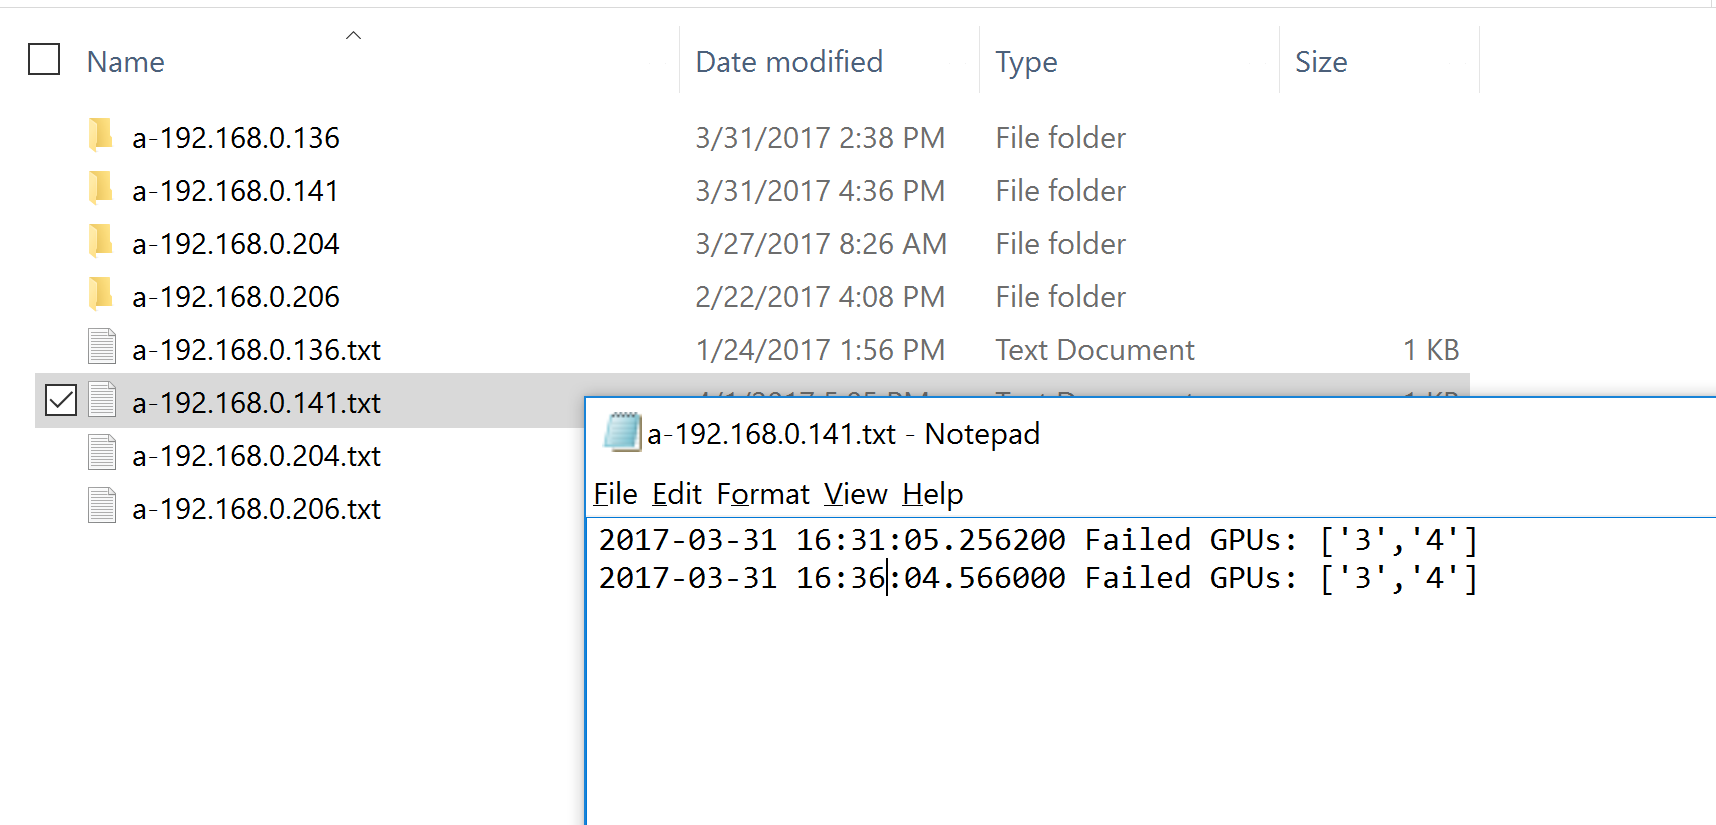 Name Date modified Type Size
a-192.168.0.136 3/31/2017 2:38 PM File folder
a-192.168.0.141 3/31/2017 4:36 PM File folder
a-192.168.0.204 3/27/2017 8:26 AM File folder
a-192.168.0.206 2/22/2017 4:08 PM File folder
a-192.168.0.136.txt 1/24/2017 1:56 PM Text Document 1 KB
a-192.168.0.141.txt
a-192.168.0.204.txt
a-192.168.0.206.txt
a-192.168.0.141.txt - Notepad
File Edit Format View Help
2017-03-31 16:31:05.256200 Failed GPUs: ['3','4']
2017-03-31 16:36:04.566000 Failed GPUs: ['3','4']